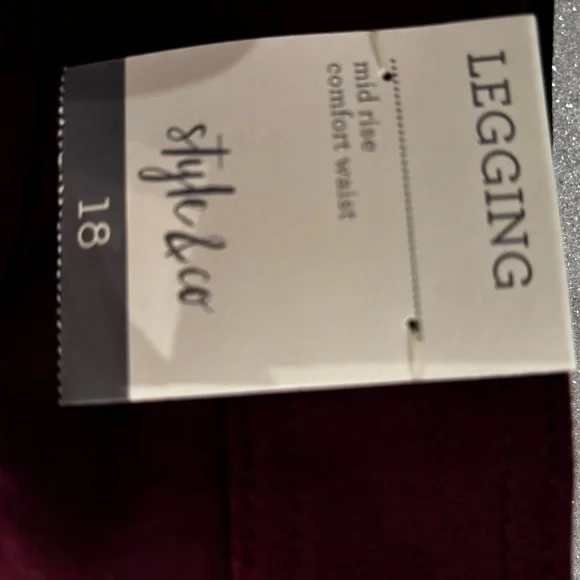 LEGGING
mid rise
comfort waist
style&co
18